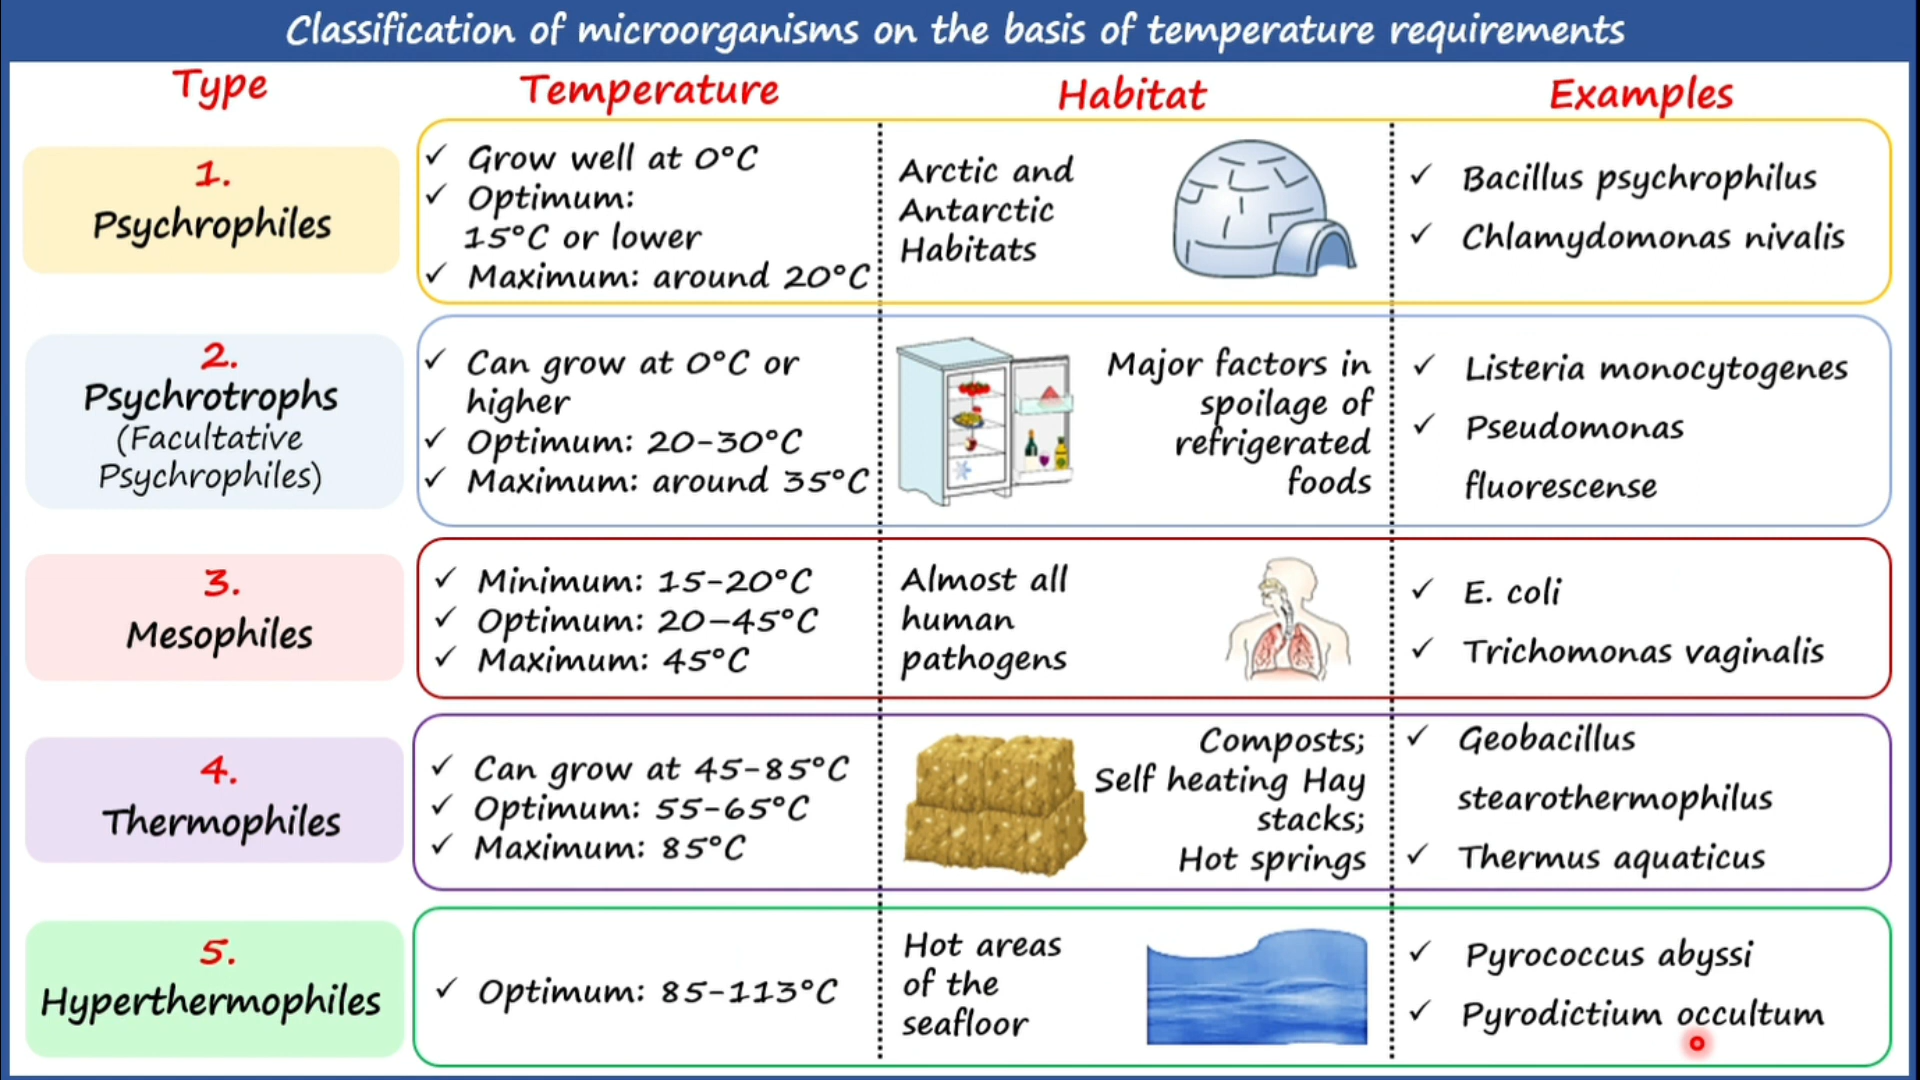 Classification of microorganisms on the basis of temperature requirements
Type
Temperature
Habitat
Examples
1.
Psychrophiles
✓ Grow well at 0°C
✓ Optimum:
15°C or lower
✓ Maximum: around 20°C
Arctic and
Antarctic
Habitats
✓ Bacillus psychrophilus
✓ Chlamydomonas nivalis
2.
Psychrotrophs
(Facultative
Psychrophiles)
✓ Can grow at 0°C or
higher
✓ Optimum: 20-30°C
✓ Maximum: around 35°C
Major factors in
spoilage of
refrigerated
foods
✓ Listeria monocytogenes
✓ Pseudomonas
fluorescense
3.
Mesophiles
✓ Minimum: 15-20°C
✓ Optimum: 20–45°C
✓ Maximum: 45°C
Almost all
human
pathogens
✓ E. coli
✓ Trichomonas vaginalis
4.
Thermophiles
✓ Can grow at 45-85°C
✓ Optimum: 55-65°C
✓ Maximum: 85°C
Composts;
Self heating Hay
stacks;
Hot springs
✓ Geobacillus
stearothermophilus
✓ Thermus aquaticus
5.
Hyperthermophiles
✓ Optimum: 85-113°C
Hot areas
of the
seafloor
✓ Pyrococcus abyssi
✓ Pyrodictium occultum